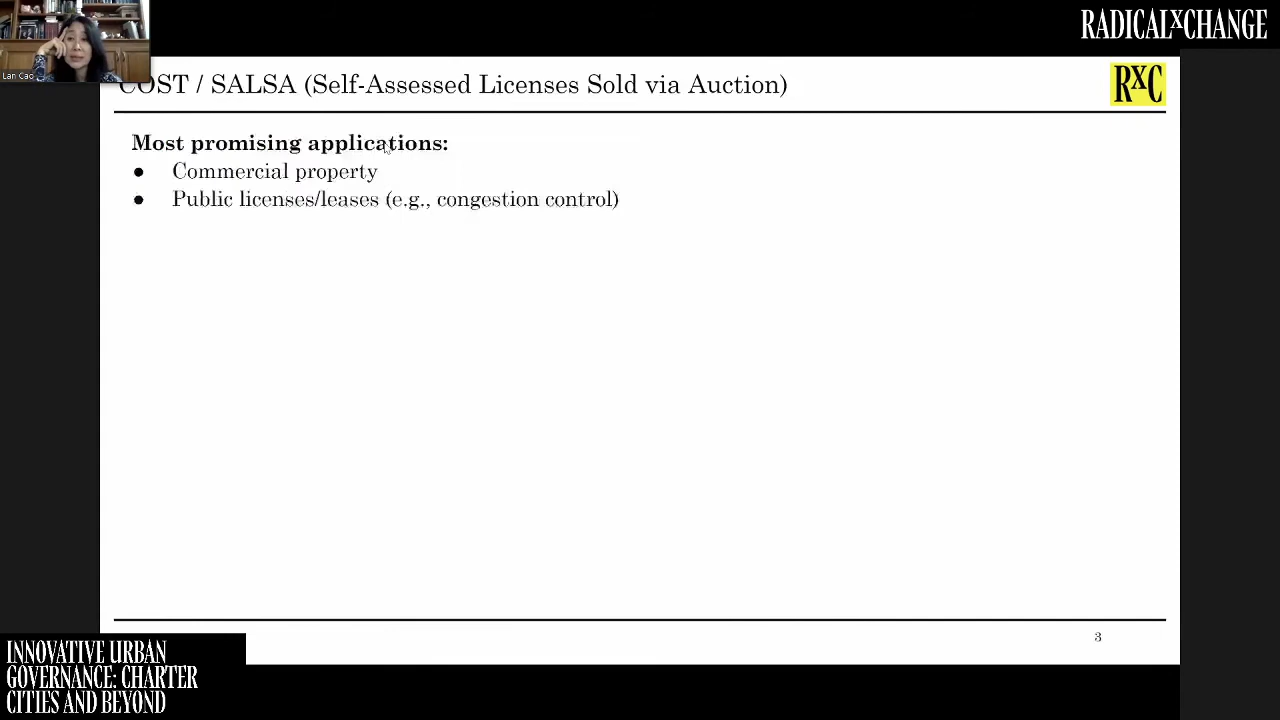 RADICALXCHANGE
Lan Cao
COST / SALSA (Self-Assessed Licenses Sold via Auction)
RXC
Most promising applications:
● Commercial property
● Public licenses/leases (e.g., congestion control)
3
INNOVATIVE URBAN
GOVERNANCE: CHARTER
CITIES AND BEYOND